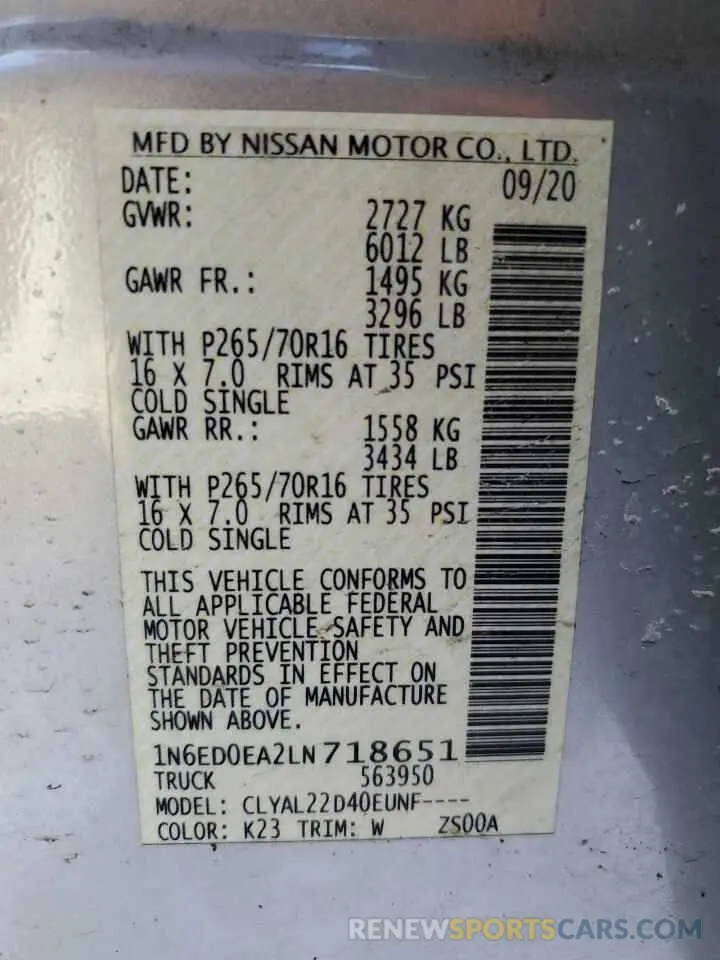 MFD BY NISSAN MOTOR CO., LTD.
DATE: 09/20
GVWR: 2727 KG
6012 LB
GAWR FR.: 1495 KG
3296 LB
WITH P265/70R16 TIRES
16 X 7.0 RIMS AT 35 PSI
COLD SINGLE
GAWR RR.: 1558 KG
3434 LB
WITH P265/70R16 TIRES
16 X 7.0 RIMS AT 35 PSI
COLD SINGLE
THIS VEHICLE CONFORMS TO
ALL APPLICABLE FEDERAL
MOTOR VEHICLE SAFETY AND
THEFT PREVENTION
STANDARDS IN EFFECT ON
THE DATE OF MANUFACTURE
SHOWN ABOVE.
1N6ED0EA2LN718651
TRUCK 563950
MODEL: CLYAL22D40EUNF----
COLOR: K23 TRIM: W ZS00A
RENEWSPORTSCARS.COM